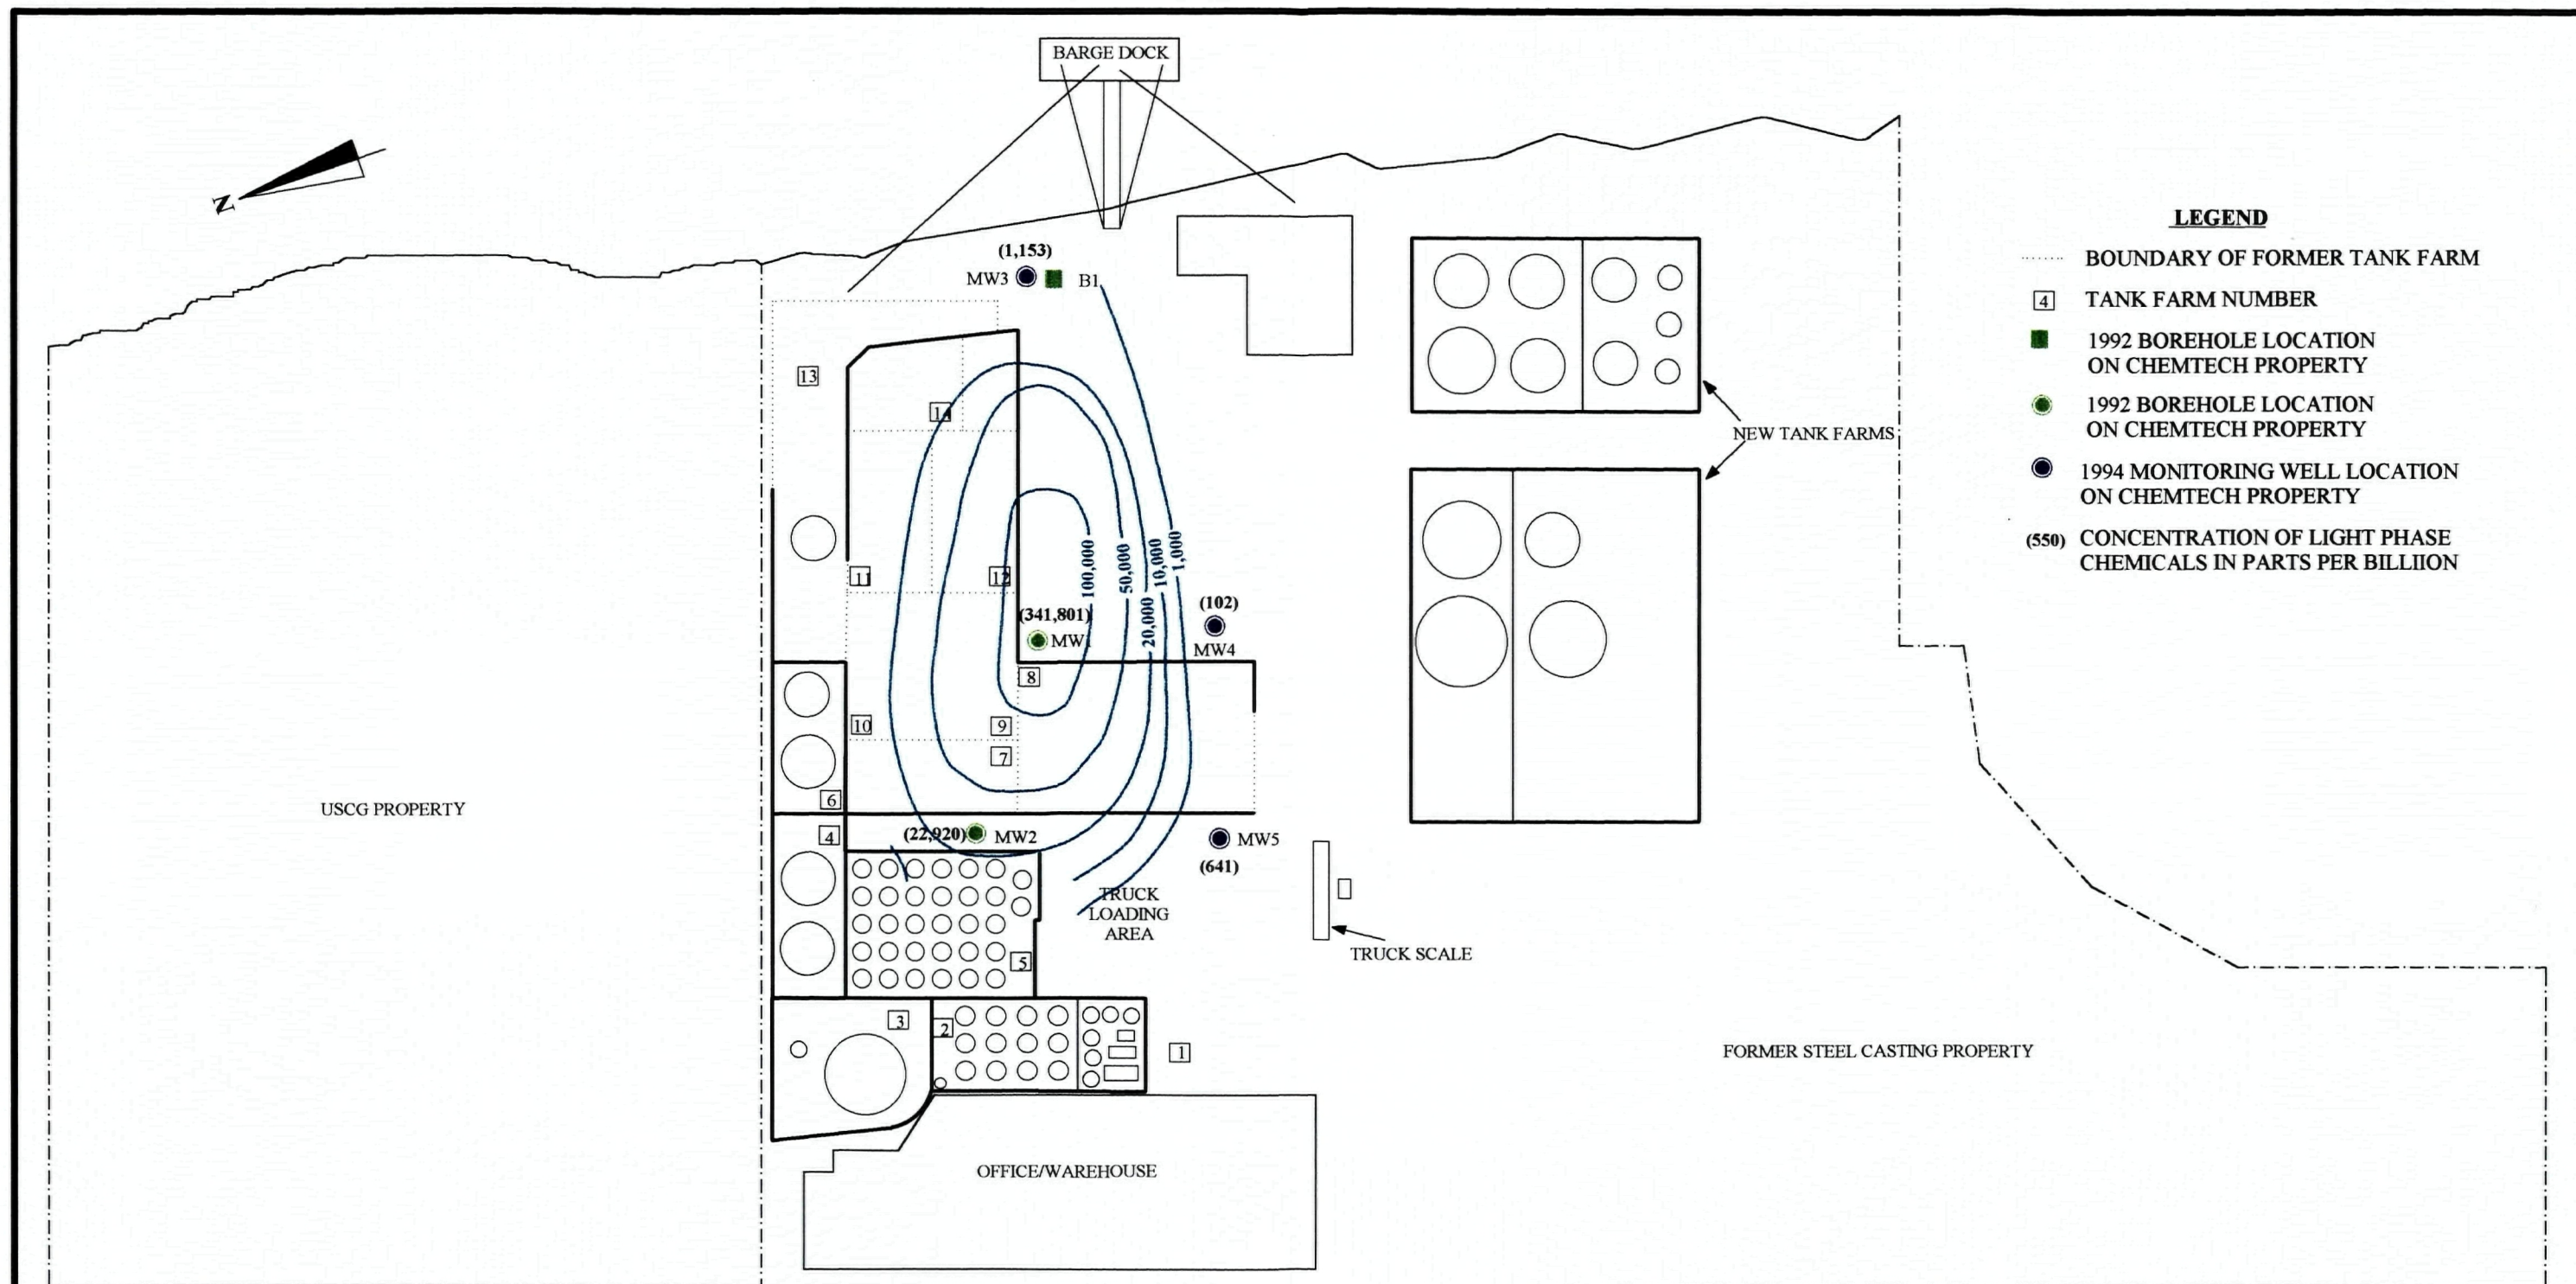 BARGE DOCK
N
LEGEND
BOUNDARY OF FORMER TANK FARM
4 TANK FARM NUMBER
1992 BOREHOLE LOCATION
ON CHEMTECH PROPERTY
1992 BOREHOLE LOCATION
ON CHEMTECH PROPERTY
1994 MONITORING WELL LOCATION
ON CHEMTECH PROPERTY
(550) CONCENTRATION OF LIGHT PHASE
CHEMICALS IN PARTS PER BILLIION
(1,153)
MW3
B1
13
14
NEW TANK FARMS
11
12
100,000
50,000
20,000
10,000
1,000
(341,801)
MW1
(102)
MW4
8
10
9
7
6
USCG PROPERTY
4
(22,920)
MW2
MW5
(641)
TRUCK
LOADING
AREA
TRUCK SCALE
5
3
2
1
FORMER STEEL CASTING PROPERTY
OFFICE/WAREHOUSE